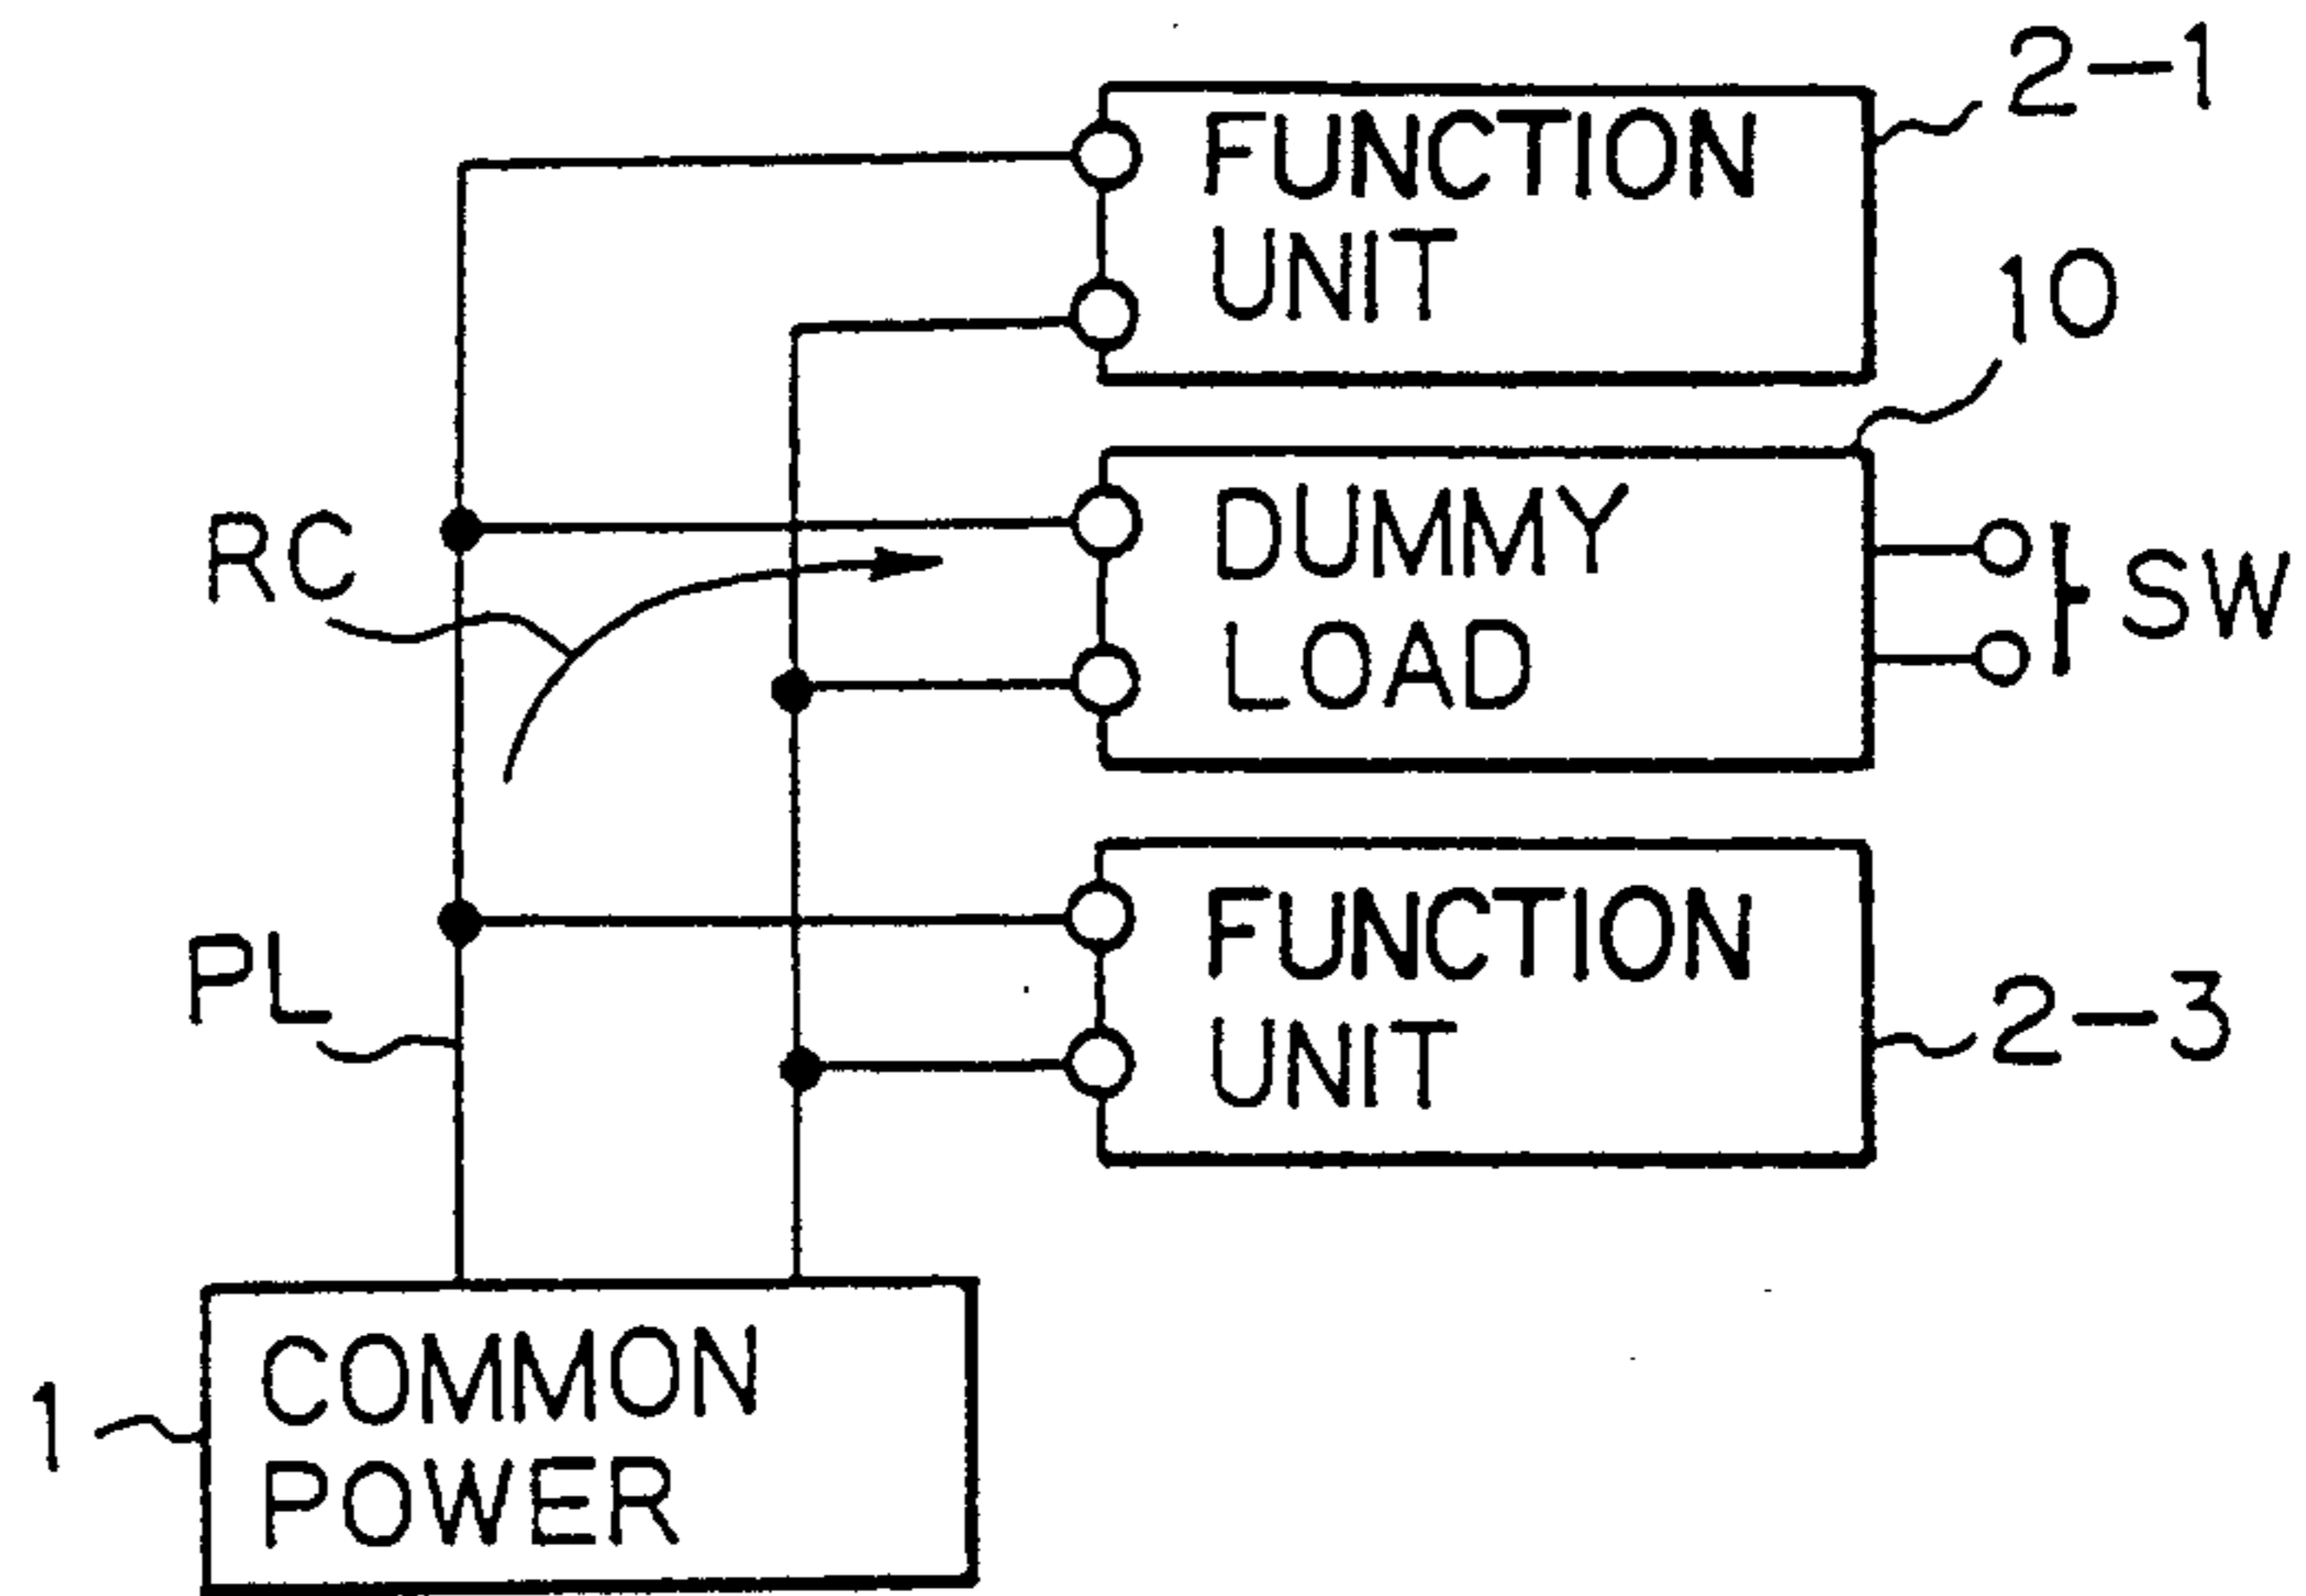 2-1
FUNCTION
UNIT
10
RC
DUMMY
LOAD
SW
PL
FUNCTION
UNIT
2-3
1
COMMON
POWER